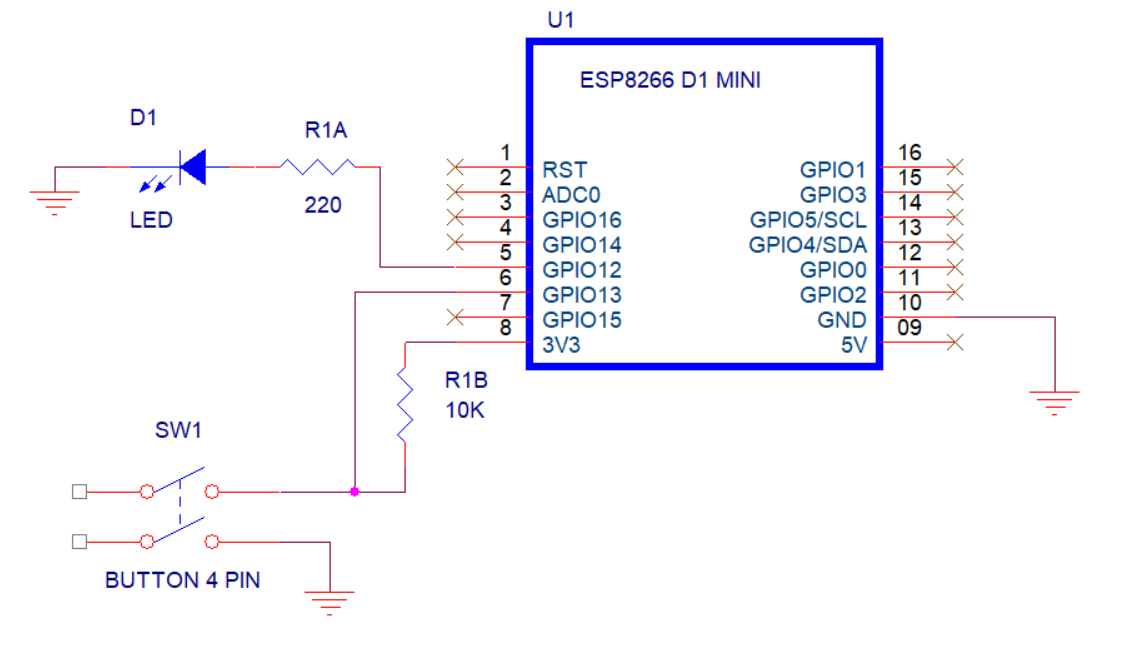 U1
ESP8266 D1 MINI
D1
LED
R1A
220
1
RST
2
ADC0
3
GPIO16
4
GPIO14
5
GPIO12
6
GPIO13
7
GPIO15
8
3V3
16
GPIO1
15
GPIO3
14
GPIO5/SCL
13
GPIO4/SDA
12
GPIO0
11
GPIO2
10
GND
09
5V
R1B
10K
SW1
BUTTON 4 PIN